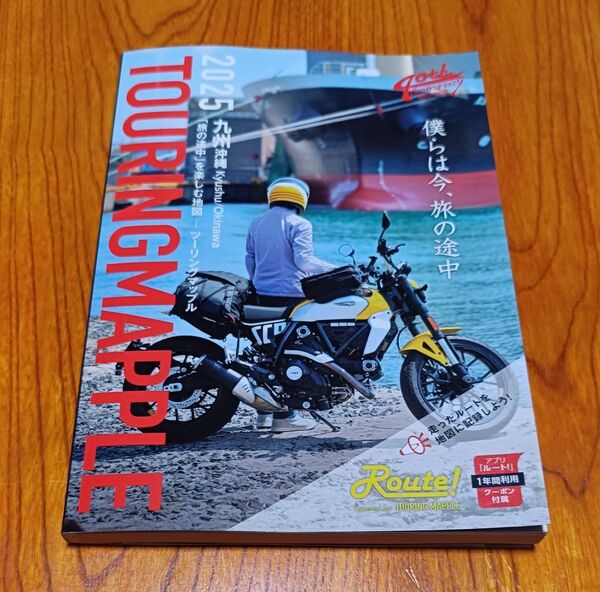 2025 九州 沖縄 Kyushu/Okinawa
「旅の途中」を楽しむ地図──ツーリングマップル
TOURINGMAPPLE
40th
Anniversary
僕らは今、旅の途中
SCR
走ったルートを
地図に記録しよう!
Route!
Powered by TOURING MAPPLE
アプリ
「ルート!」
1年間利用
クーポン
付属